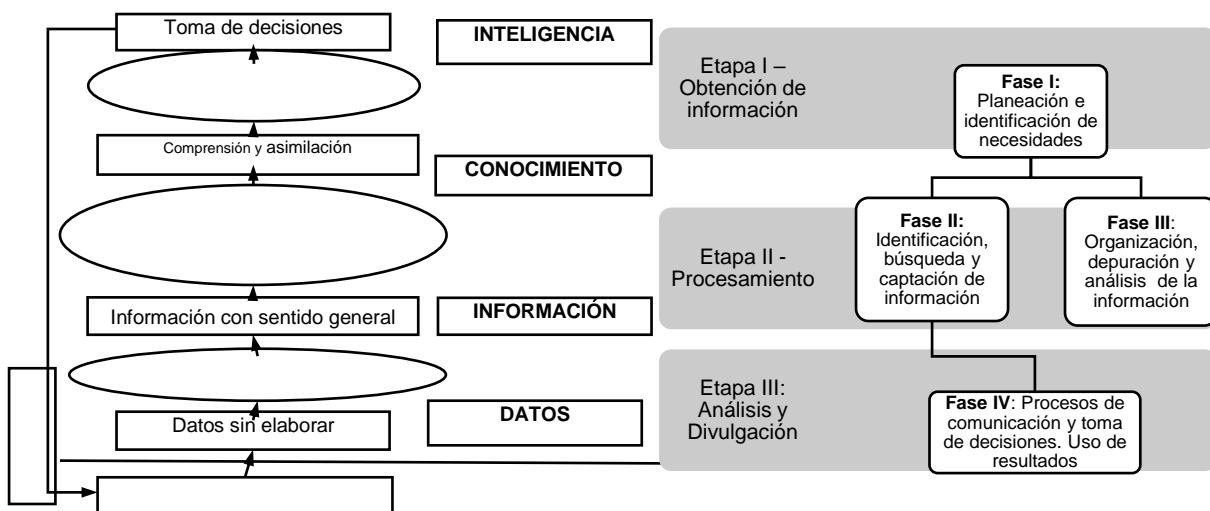 Toma de decisiones
INTELIGENCIA
Comprensión y asimilación
CONOCIMIENTO
Información con sentido general
INFORMACIÓN
Datos sin elaborar
DATOS
Etapa I –
Obtención de
información
Fase I:
Planeación e
identificación de
necesidades
Etapa II -
Procesamiento
Fase II:
Identificación,
búsqueda y
captación de
información
Fase III:
Organización,
depuración y
análisis de la
información
Etapa III:
Análisis y
Divulgación
Fase IV: Procesos de
comunicación y toma
de decisiones. Uso de
resultados